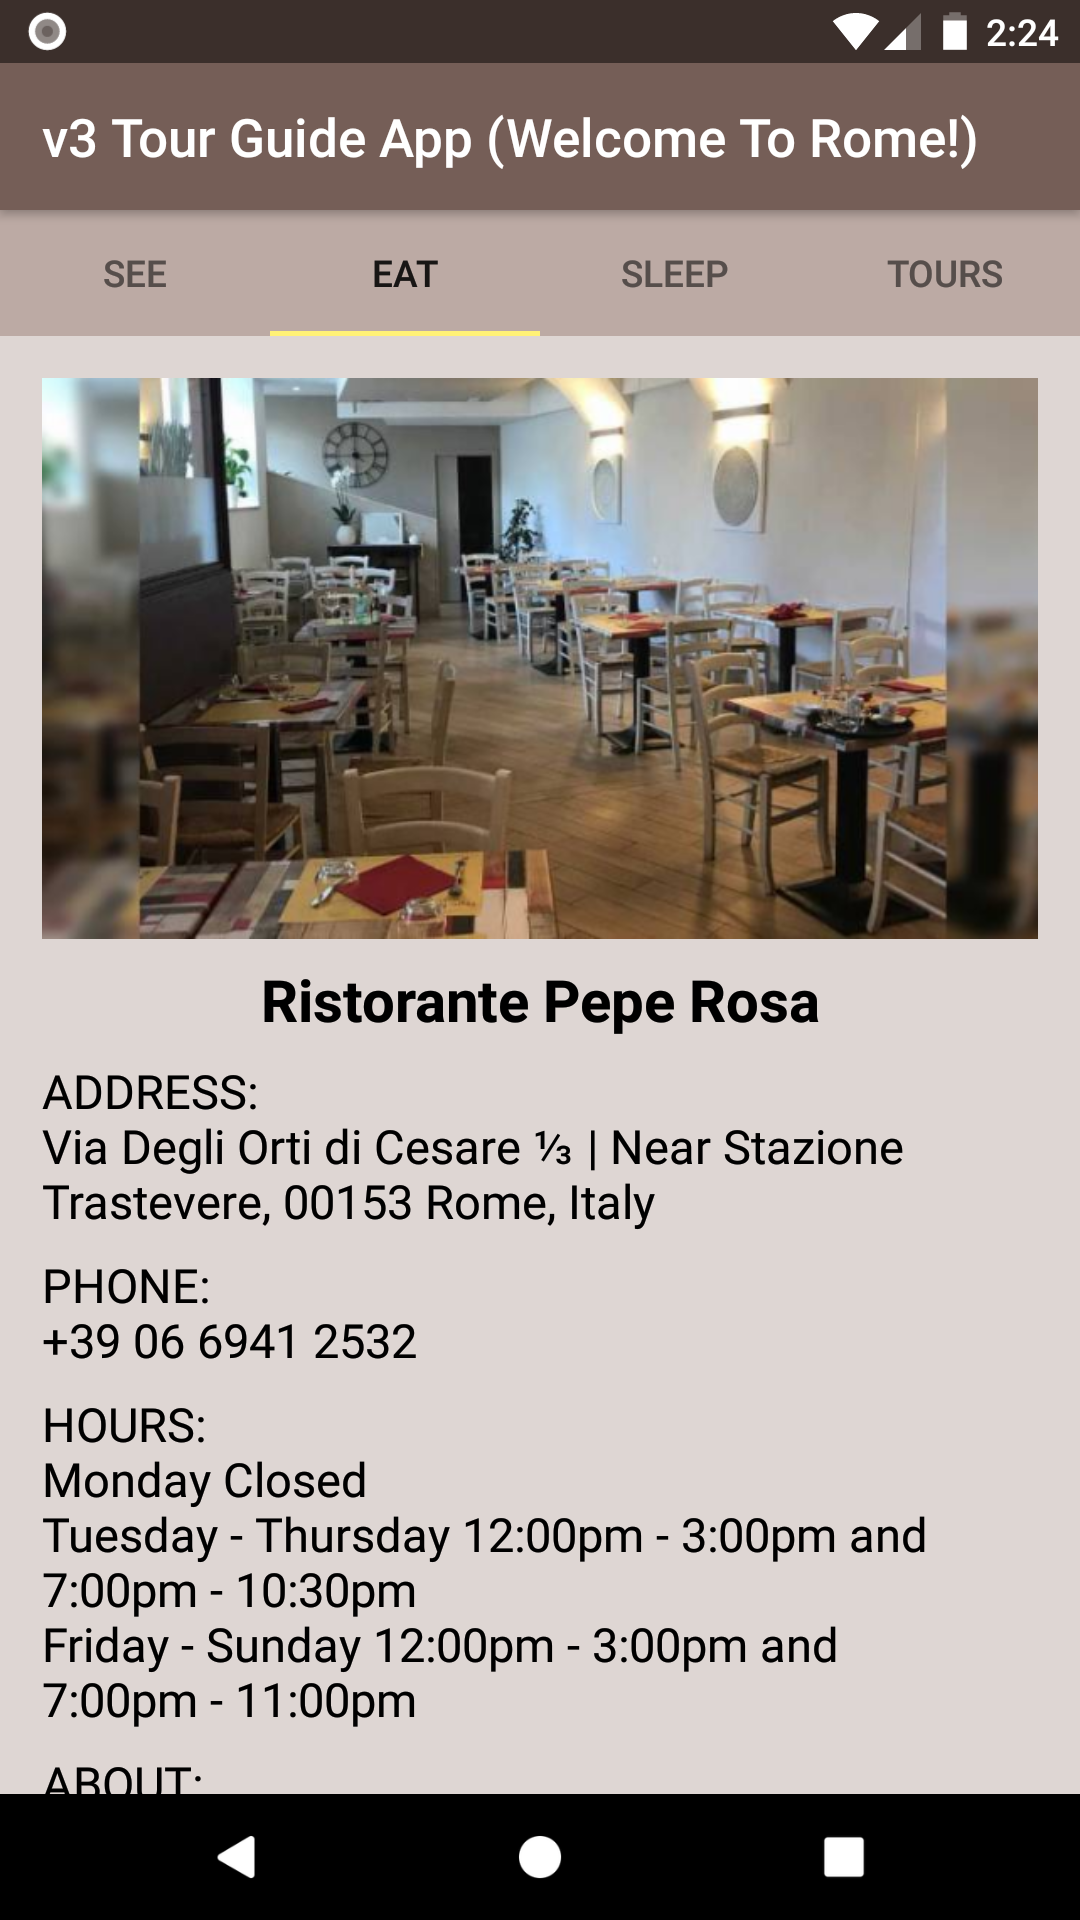 2:24
v3 Tour Guide App (Welcome To Rome!)
SEE EAT SLEEP TOURS
Ristorante Pepe Rosa
ADDRESS:
Via Degli Orti di Cesare ⅓ | Near Stazione
Trastevere, 00153 Rome, Italy
PHONE:
+39 06 6941 2532
HOURS:
Monday Closed
Tuesday - Thursday 12:00pm - 3:00pm and
7:00pm - 10:30pm
Friday - Sunday 12:00pm - 3:00pm and
7:00pm - 11:00pm
ABOUT: